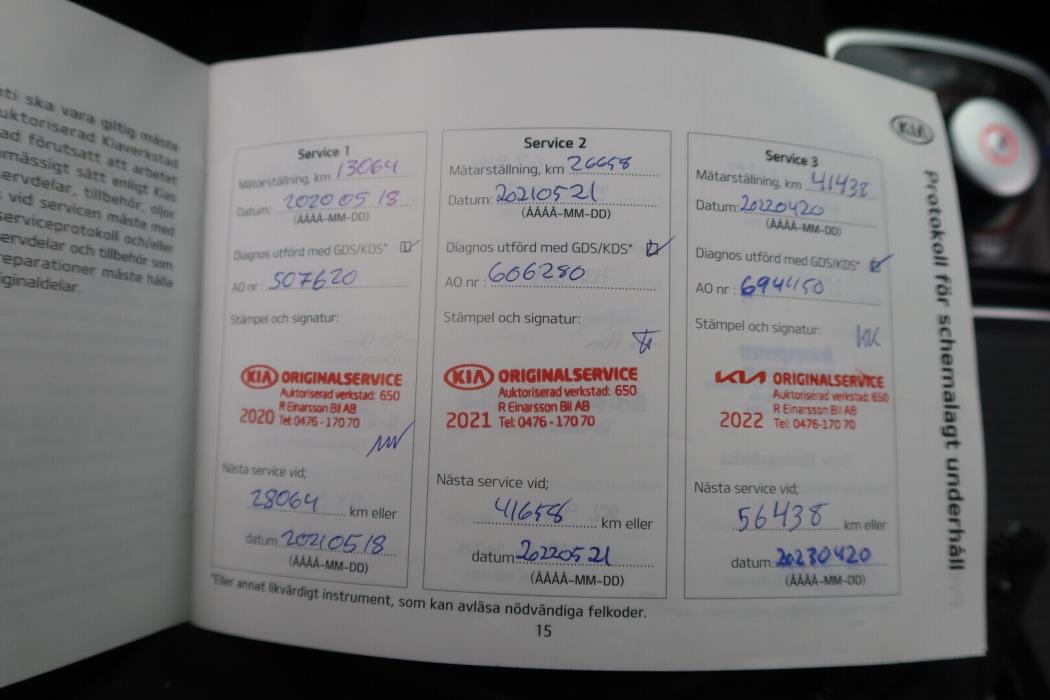 ti ska vara giltig måste
uktoriserad Kiaverkstad
ad förutsatt att arbetet
mässigt sätt enligt Kias
ervdelar, tillbehör, oljor
s vid servicen måste med
serviceprotokoll och/eller
ervdelar och tillbehör som
reparationer måste hålla
iginaldelar.
KIA
Protokoll för schemalagt underhåll
Service 1
Mätarställning, km 13064
Datum: 20200518
(ÅÅÅÅ-MM-DD)
Diagnos utförd med GDS/KDS*
AO nr : 507620
Stämpel och signatur:
KIA ORIGINALSERVICE
Auktoriserad verkstad: 650
R Einarsson Bil AB
2020 Tel: 0476-170 70
Nästa service vid;
28064 km eller
datum 20210518
(ÅÅÅÅ-MM-DD)
Service 2
Mätarställning, km 26658
Datum: 20210521
(ÅÅÅÅ-MM-DD)
Diagnos utförd med GDS/KDS*
AO nr : 606280
Stämpel och signatur:
KIA ORIGINALSERVICE
Auktoriserad verkstad: 650
R Einarsson Bil AB
2021 Tel: 0476-170 70
Nästa service vid;
41658 km eller
datum: 20220521
(ÅÅÅÅ-MM-DD)
Service 3
Mätarställning, km 41438
Datum: 20220420
(ÅÅÅÅ-MM-DD)
Diagnos utförd med GDS/KDS*
AO nr : 694450
Stämpel och signatur:
KK
KIA ORIGINALSERVICE
Auktoriserad verkstad: 650
R Einarsson Bil AB
2022 Tel: 0476-170 70
Nästa service vid;
56438 km eller
datum: 20230420
(ÅÅÅÅ-MM-DD)
*Eller annat likvärdigt instrument, som kan avläsa nödvändiga felkoder.
15